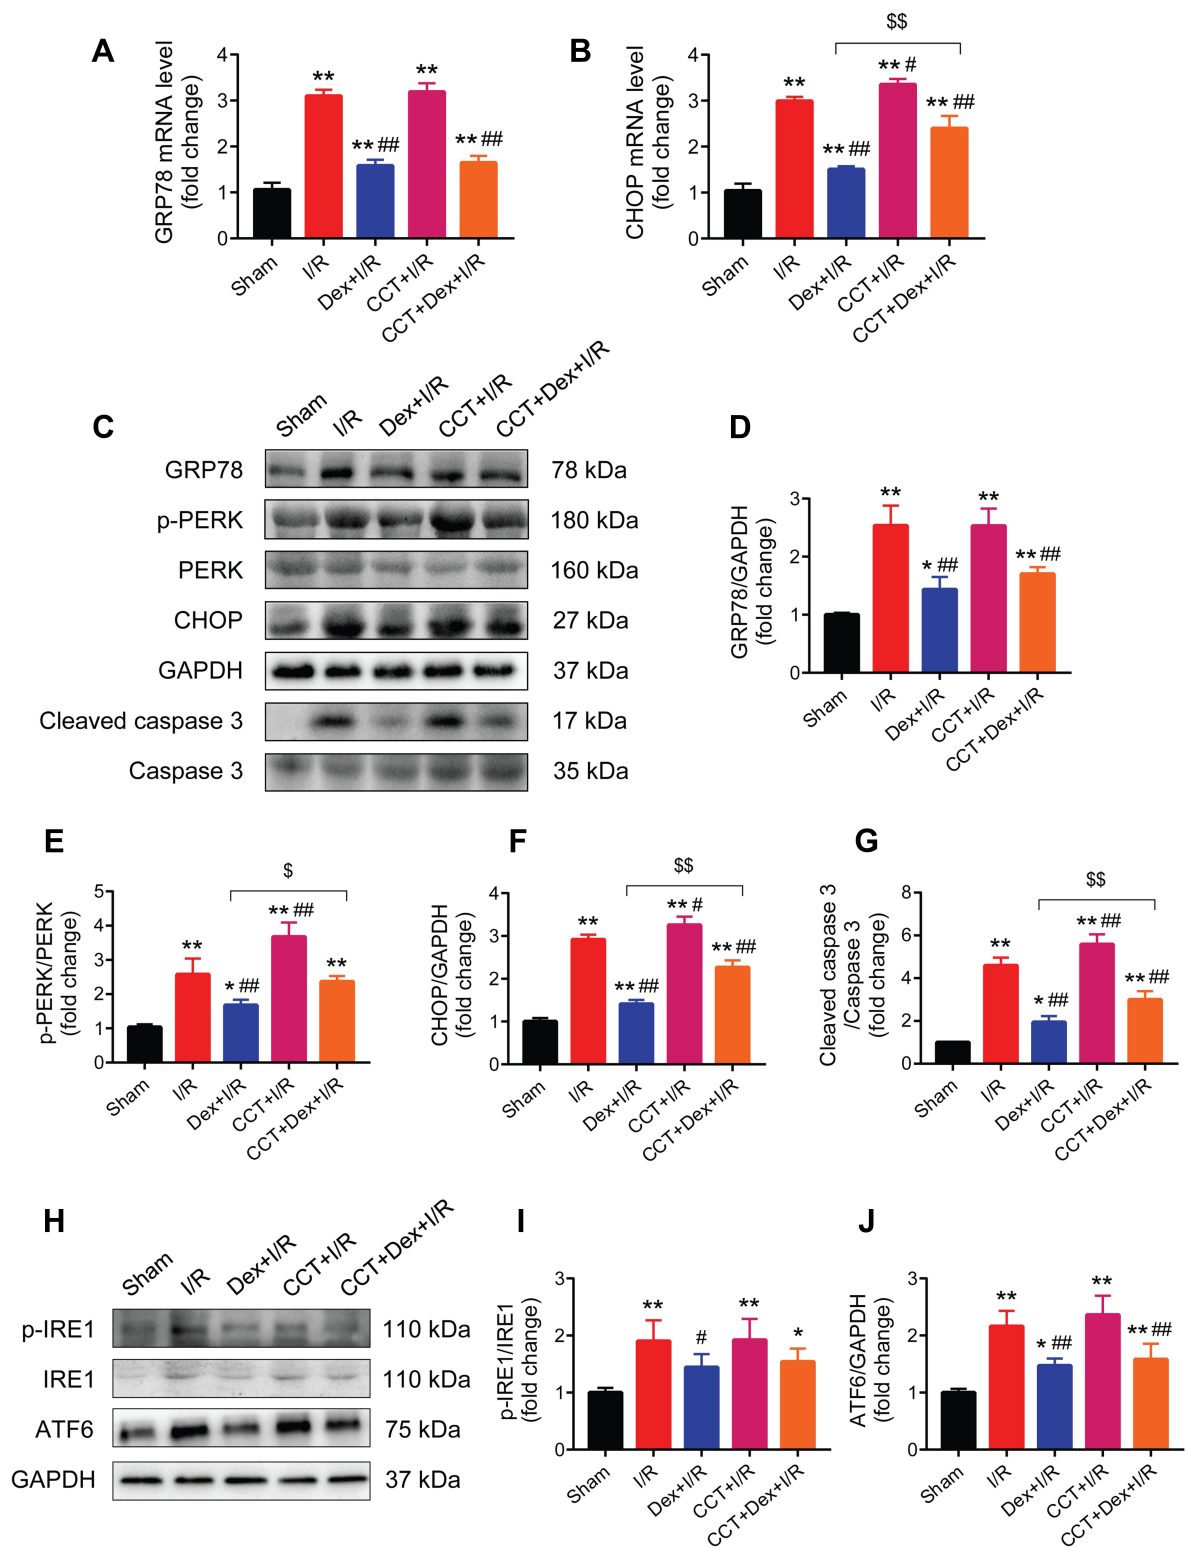 A
GRP78 mRNA level
(fold change)
4
3
2
1
0
**
** ##
**
** ##
Sham
I/R
Dex+I/R
CCT+I/R
CCT+Dex+I/R
B
CHOP mRNA level
(fold change)
4
3
2
1
0
$$
**
** ##
** #
** ##
Sham
I/R
Dex+I/R
CCT+I/R
CCT+Dex+I/R
C
Sham
I/R
Dex+I/R
CCT+I/R
CCT+Dex+I/R
GRP78 78 kDa
p-PERK 180 kDa
PERK 160 kDa
CHOP 27 kDa
GAPDH 37 kDa
Cleaved caspase 3 17 kDa
Caspase 3 35 kDa
D
GRP78/GAPDH
(fold change)
3
2
1
0
**
* ##
**
** ##
Sham
I/R
Dex+I/R
CCT+I/R
CCT+Dex+I/R
E
p-PERK/PERK
(fold change)
5
4
3
2
1
0
$
**
* ##
** ##
**
Sham
I/R
Dex+I/R
CCT+I/R
CCT+Dex+I/R
F
CHOP/GAPDH
(fold change)
4
3
2
1
0
$$
**
** ##
** #
** ##
Sham
I/R
Dex+I/R
CCT+I/R
CCT+Dex+I/R
G
Cleaved caspase 3
/Caspase 3
(fold change)
8
6
4
2
0
$$
**
* ##
** ##
** ##
Sham
I/R
Dex+I/R
CCT+I/R
CCT+Dex+I/R
H
Sham
I/R
Dex+I/R
CCT+I/R
CCT+Dex+I/R
p-IRE1 110 kDa
IRE1 110 kDa
ATF6 75 kDa
GAPDH 37 kDa
I
p-IRE1/IRE1
(fold change)
3
2
1
0
**
#
**
*
Sham
I/R
Dex+I/R
CCT+I/R
CCT+Dex+I/R
J
ATF6/GAPDH
(fold change)
3
2
1
0
**
* ##
**
** ##
Sham
I/R
Dex+I/R
CCT+I/R
CCT+Dex+I/R